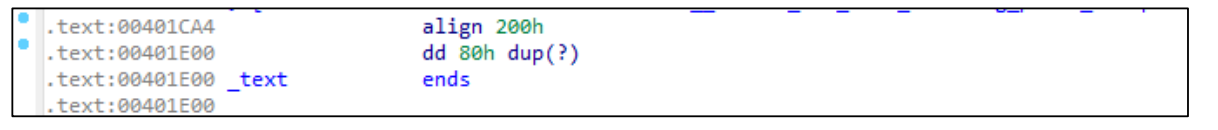 .text:00401CA4 align 200h
.text:00401E00 dd 80h dup(?)
.text:00401E00 _text ends
.text:00401E00